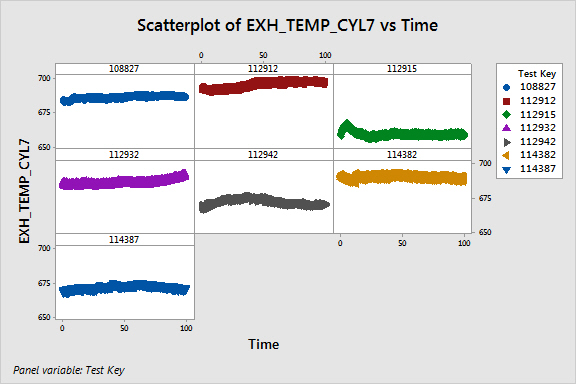 Scatterplot of EXH_TEMP_CYL7 vs Time
0 50 100
108827 112912 112915
700
675
650
112932 112942 114382
700
675
650
114387
0 50 100
700
675
650
0 50 100
EXH_TEMP_CYL7
Time
Test Key
108827
112912
112915
112932
112942
114382
114387
Panel variable: Test Key